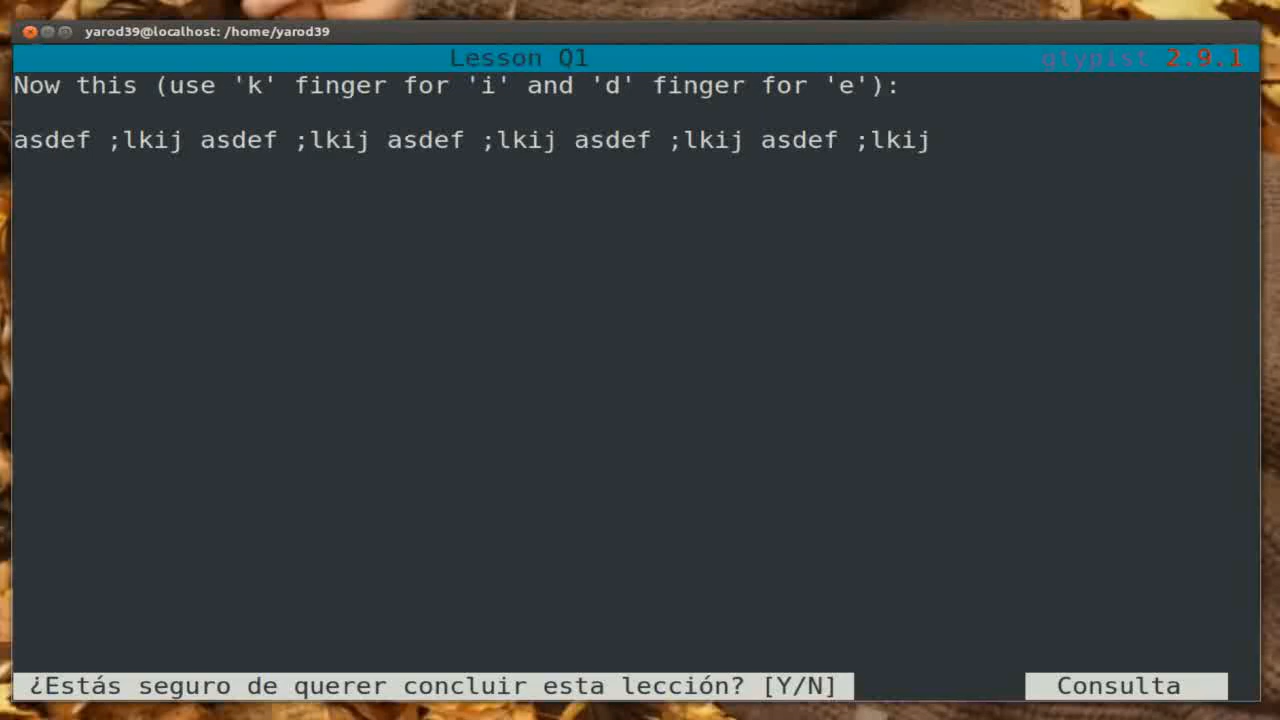 yarod39@localhost: /home/yarod39
Lesson Q1 gtypist 2.9.1
Now this (use 'k' finger for 'i' and 'd' finger for 'e'):
asdef ;lkij asdef ;lkij asdef ;lkij asdef ;lkij asdef ;lkij
¿Estás seguro de querer concluir esta lección? [Y/N] Consulta